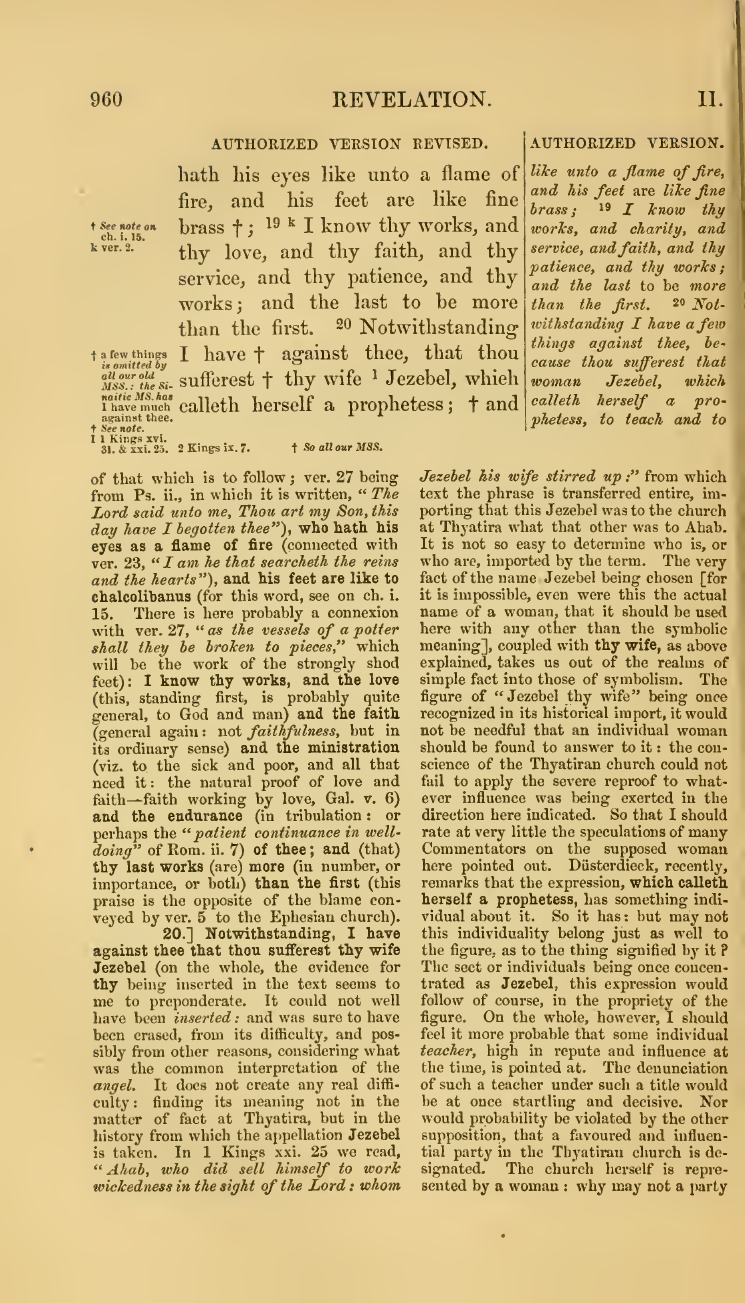 960
REVELATION.
II.
AUTHORIZED VERSION REVISED.
hath his eyes like unto a flame of
fire, and his feet are like fine
brass † ; 19 k I know thy works, and
thy love, and thy faith, and thy
service, and thy patience, and thy
works; and the last to be more
than the first. 20 Notwithstanding
I have † against thee, that thou
sufferest † thy wife l Jezebel, which
calleth herself a prophetess; † and
† See note on
ch. i. 15.
k ver. 2.
† a few things
is omitted by
all our old
MSS.: the Si-
naitic MS. has
I have much
against thee.
† See note.
l 1 Kings xvi.
31. & xxi. 25. 2 Kings ix. 7.
† So all our MSS.
AUTHORIZED VERSION.
like unto a flame of fire,
and his feet are like fine
brass; 19 I know thy
works, and charity, and
service, and faith, and thy
patience, and thy works;
and the last to be more
than the first. 20 Not-
withstanding I have a few
things against thee, be-
cause thou sufferest that
woman Jezebel, which
calleth herself a pro-
phetess, to teach and to
of that which is to follow; ver. 27 being
from Ps. ii., in which it is written, “ The
Lord said unto me, Thou art my Son, this
day have I begotten thee”), who hath his
eyes as a flame of fire (connected with
ver. 23, “I am he that searcheth the reins
and the hearts”), and his feet are like to
chalcolibanus (for this word, see on ch. i.
15. There is here probably a connexion
with ver. 27, “as the vessels of a potter
shall they be broken to pieces,” which
will be the work of the strongly shod
feet): I know thy works, and the love
(this, standing first, is probably quite
general, to God and man) and the faith
(general again: not faithfulness, but in
its ordinary sense) and the ministration
(viz. to the sick and poor, and all that
need it: the natural proof of love and
faith—faith working by love, Gal. v. 6)
and the endurance (in tribulation: or
perhaps the “patient continuance in well-
doing” of Rom. ii. 7) of thee; and (that)
thy last works (are) more (in number, or
importance, or both) than the first (this
praise is the opposite of the blame con-
veyed by ver. 5 to the Ephesian church).
20.] Notwithstanding, I have
against thee that thou sufferest thy wife
Jezebel (on the whole, the evidence for
thy being inserted in the text seems to
me to preponderate. It could not well
have been inserted: and was sure to have
been erased, from its difficulty, and pos-
sibly from other reasons, considering what
was the common interpretation of the
angel. It does not create any real diffi-
culty: finding its meaning not in the
matter of fact at Thyatira, but in the
history from which the appellation Jezebel
is taken. In 1 Kings xxi. 25 we read,
“Ahab, who did sell himself to work
wickedness in the sight of the Lord: whom
Jezebel his wife stirred up:” from which
text the phrase is transferred entire, im-
porting that this Jezebel was to the church
at Thyatira what that other was to Ahab.
It is not so easy to determine who is, or
who are, imported by the term. The very
fact of the name Jezebel being chosen [for
it is impossible, even were this the actual
name of a woman, that it should be used
here with any other than the symbolic
meaning], coupled with thy wife, as above
explained, takes us out of the realms of
simple fact into those of symbolism. The
figure of “Jezebel thy wife” being once
recognized in its historical import, it would
not be needful that an individual woman
should be found to answer to it: the con-
science of the Thyatiran church could not
fail to apply the severe reproof to what-
ever influence was being exerted in the
direction here indicated. So that I should
rate at very little the speculations of many
Commentators on the supposed woman
here pointed out. Düsterdieck, recently,
remarks that the expression, which calleth
herself a prophetess, has something indi-
vidual about it. So it has: but may not
this individuality belong just as well to
the figure, as to the thing signified by it?
The sect or individuals being once concen-
trated as Jezebel, this expression would
follow of course, in the propriety of the
figure. On the whole, however, I should
feel it more probable that some individual
teacher, high in repute and influence at
the time, is pointed at. The denunciation
of such a teacher under such a title would
be at once startling and decisive. Nor
would probability be violated by the other
supposition, that a favoured and influen-
tial party in the Thyatiran church is de-
signated. The church herself is repre-
sented by a woman: why may not a party